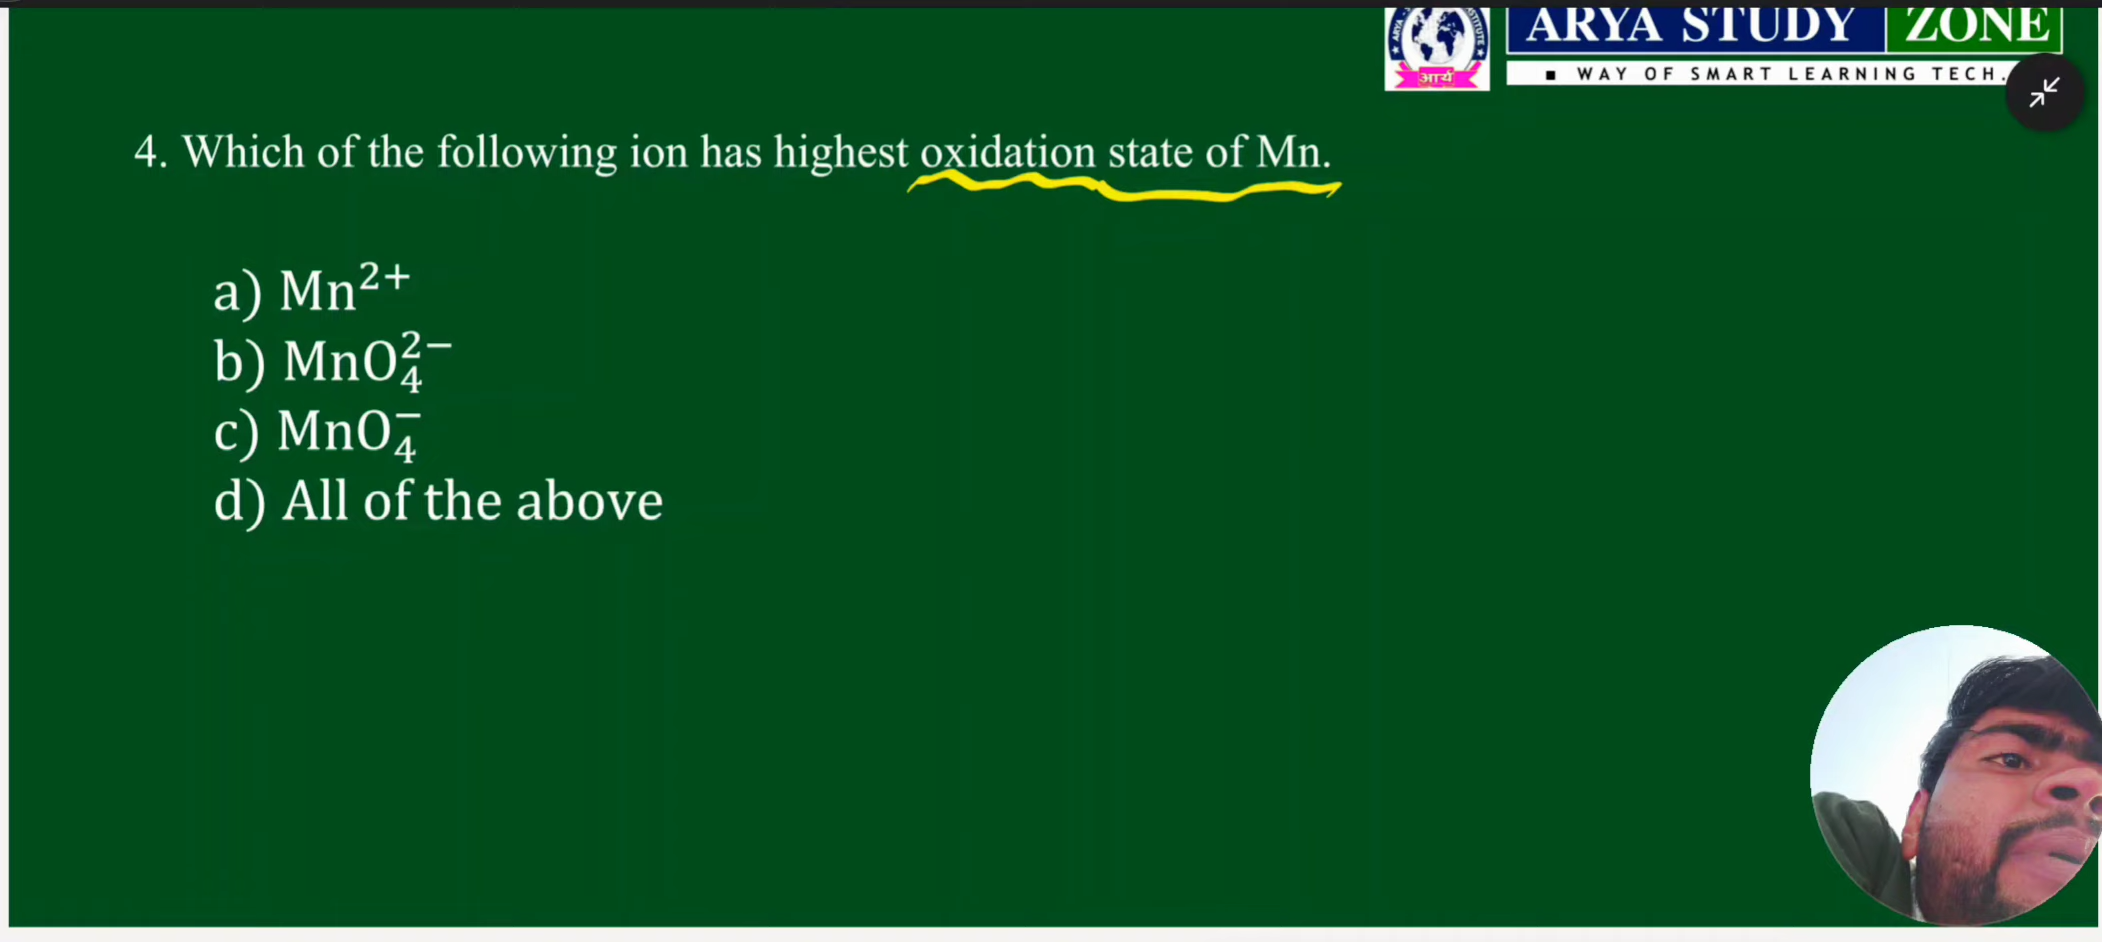 ARYA STUDY ZONE
आर्य
▪ WAY OF SMART LEARNING TECH.
4. Which of the following ion has highest oxidation state of Mn.
a) Mn²⁺
b) MnO₄²⁻
c) MnO₄⁻
d) All of the above